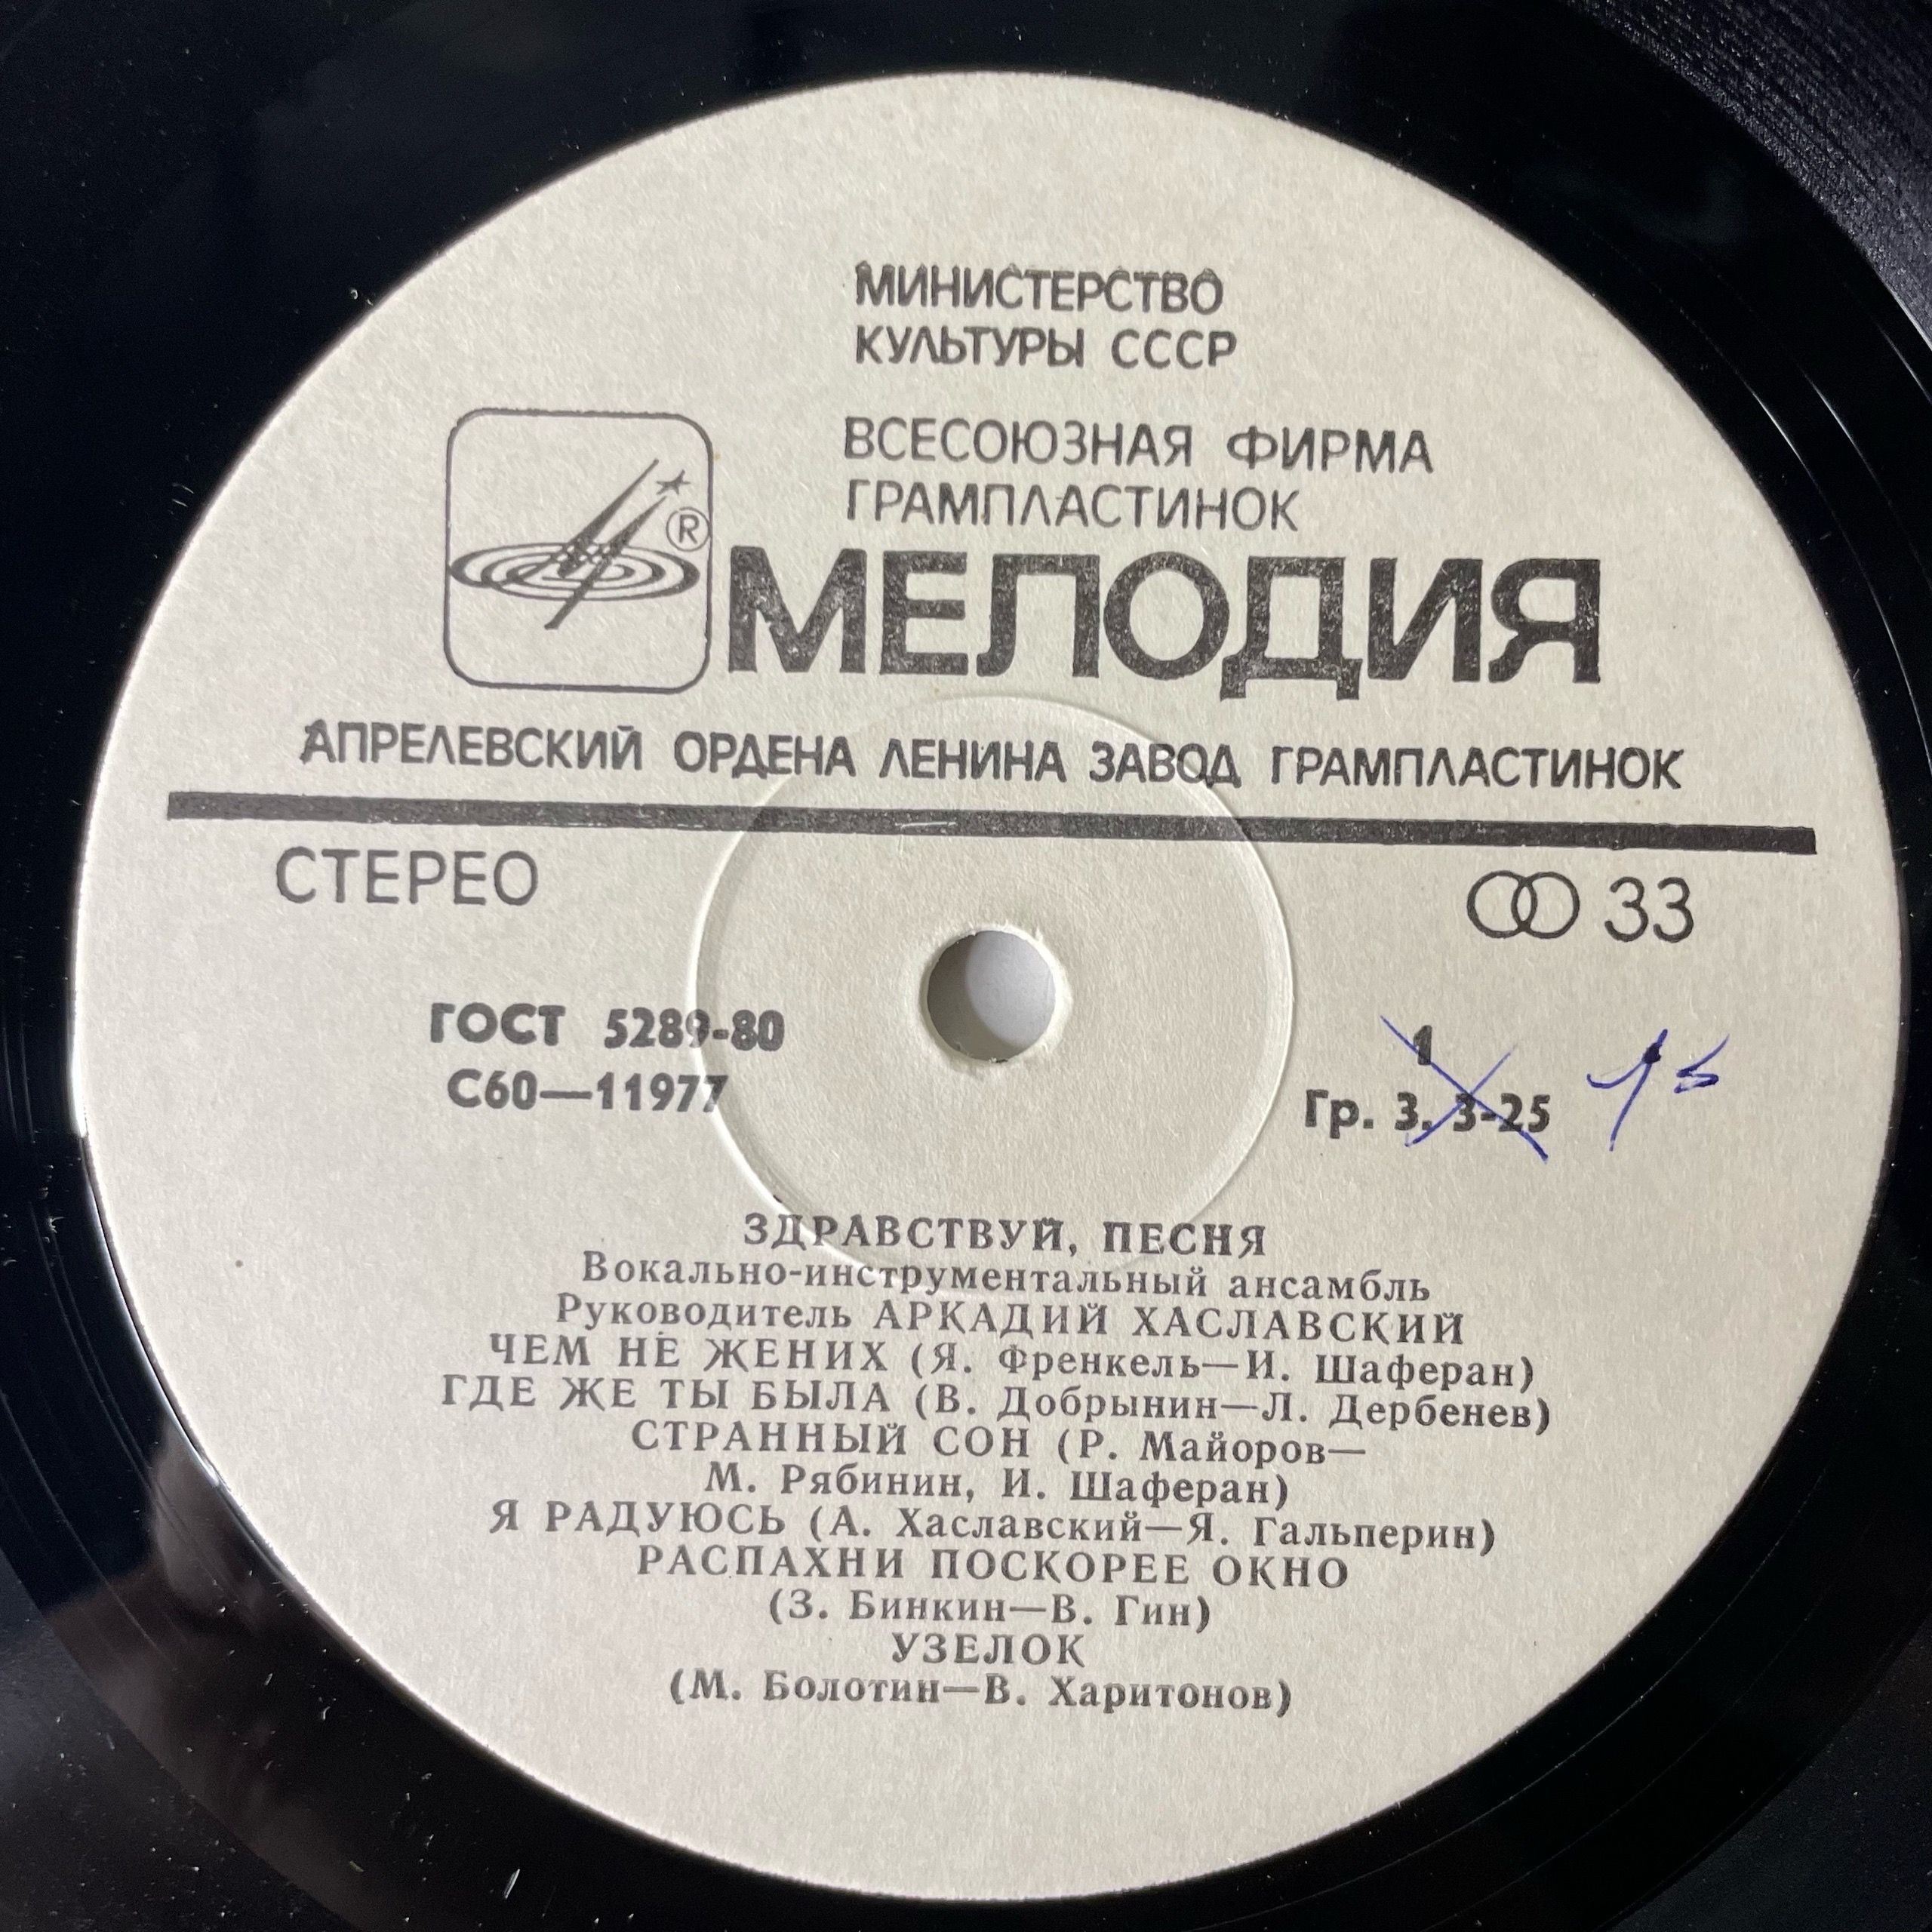 МИНИСТЕРСТВО
КУЛЬТУРЫ СССР
ВСЕСОЮЗНАЯ ФИРМА
ГРАМПЛАСТИНОК
®
МЕЛОДИЯ
АПРЕЛЕВСКИЙ ОРДЕНА ЛЕНИНА ЗАВОД ГРАМПЛАСТИНОК
СТЕРЕО
33
ГОСТ 5289-80
С60—11977
1
Гр. 3. 3-25
ЗДРАВСТВУЙ, ПЕСНЯ
Вокально-инструментальный ансамбль
Руководитель АРКАДИЙ ХАСЛАВСКИЙ
ЧЕМ НЕ ЖЕНИХ (Я. Френкель—И. Шаферан)
ГДЕ ЖЕ ТЫ БЫЛА (В. Добрынин—Л. Дербенев)
СТРАННЫЙ СОН (Р. Майоров—
М. Рябинин, И. Шаферан)
Я РАДУЮСЬ (А. Хаславский—Я. Гальперин)
РАСПАХНИ ПОСКОРЕЕ ОКНО
(З. Бинкин—В. Гин)
УЗЕЛОК
(М. Болотин—В. Харитонов)